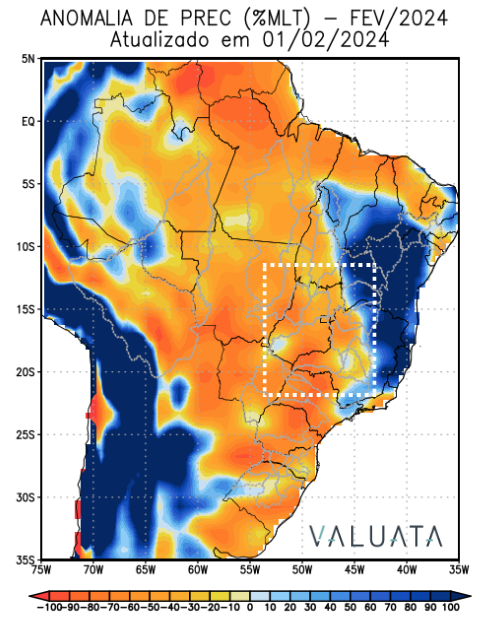 ANOMALIA DE PREC (%MLT) – FEV/2024
Atualizado em 01/02/2024
5N
EQ
5S
10S
15S
20S
25S
30S
35S
VALUATA
75W 70W 65W 60W 55W 50W 45W 40W 35W
-100 -90 -80 -70 -60 -50 -40 -30 -20 -10 0 10 20 30 40 50 60 70 80 90 100